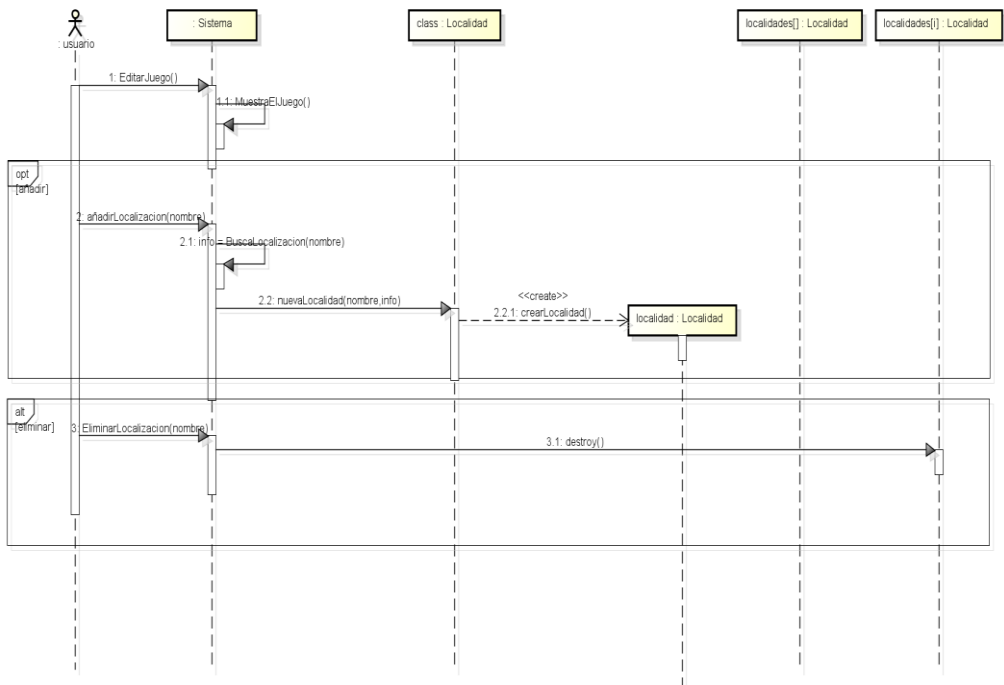 : usuario
: Sistema
class : Localidad
localidades[] : Localidad
localidades[i] : Localidad
1: EditarJuego()
1.1: MuestraElJuego()
opt
[añadir]
2: añadirLocalizacion(nombre)
2.1: info = BuscaLocalizacion(nombre)
2.2: nuevaLocalidad(nombre,info)
<<create>>
2.2.1: crearLocalidad()
localidad : Localidad
alt
[eliminar]
3: EliminarLocalizacion(nombre)
3.1: destroy()